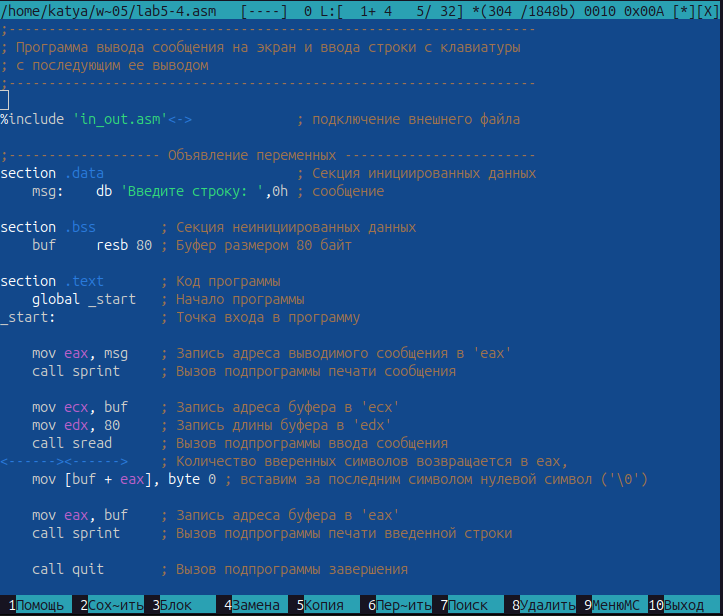 /home/katya/w~05/lab5-4.asm   [----]  0 L:[  1+ 4   5/ 32] *(304 /1848b) 0010 0x00A [*][X]
;------------------------------------------------------------------
; Программа вывода сообщения на экран и ввода строки с клавиатуры
; с последующим ее выводом
;------------------------------------------------------------------
%include 'in_out.asm'<->             ; подключение внешнего файла
;------------------- Объявление переменных ------------------------
section .data                        ; Секция инициированных данных
    msg:    db 'Введите строку: ',0h ; сообщение
section .bss        ; Секция неинициированных данных
    buf     resb 80 ; Буфер размером 80 байт
section .text       ; Код программы
    global _start   ; Начало программы
_start:             ; Точка входа в программу
    mov eax, msg    ; Запись адреса выводимого сообщения в 'eax'
    call sprint     ; Вызов подпрограммы печати сообщения
    mov ecx, buf    ; Запись адреса буфера в 'ecx'
    mov edx, 80     ; Запись длины буфера в 'edx'
    call sread      ; Вызов подпрограммы ввода сообщения
<------><------>    ; Количество вверенных символов возвращается в eax,
    mov [buf + eax], byte 0 ; вставим за последним символом нулевой символ ('\0')
    mov eax, buf    ; Запись адреса буфера в 'eax'
    call sprint     ; Вызов подпрограммы печати введенной строки
    call quit       ; Вызов подпрограммы завершения
1Помощь 2Сох~ить 3Блок 4Замена 5Копия 6Пер~ить 7Поиск 8Удалить 9МенюMC 10Выход